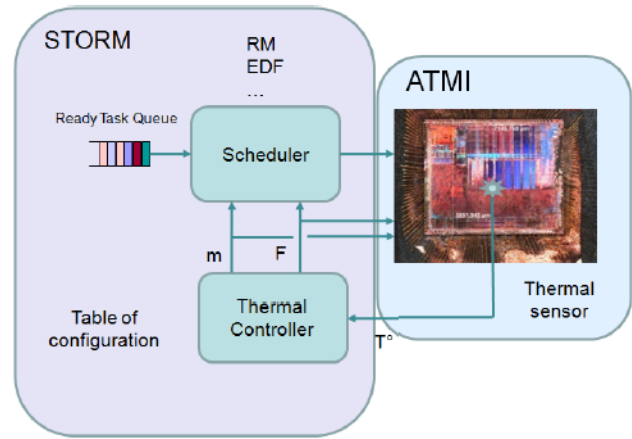 STORM
RM
EDF
...
ATMI
Ready Task Queue
Scheduler
m
F
Thermal
Controller
Table of
configuration
Thermal
sensor
T°